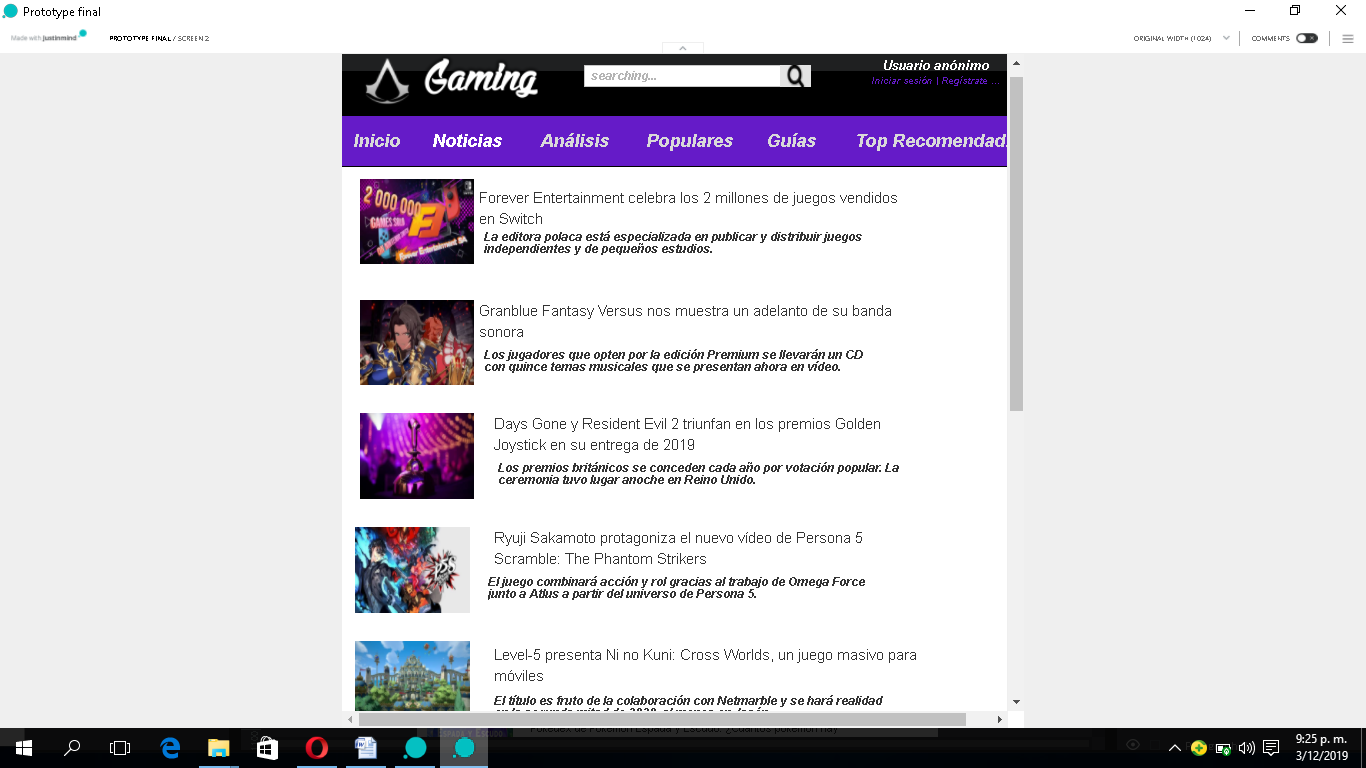 Prototype final
Made with justinmind
PROTOTYPE FINAL / SCREEN 2
ORIGINAL WIDTH (1024)
COMMENTS
Gaming
searching...
Usuario anónimo
Iniciar sesión | Regístrate ...
Inicio Noticias Análisis Populares Guías Top Recomendad
2 000 000
GAMES SOLD
Forever Entertainment SA
Forever Entertainment celebra los 2 millones de juegos vendidos
en Switch
La editora polaca está especializada en publicar y distribuir juegos
independientes y de pequeños estudios.
Granblue Fantasy Versus nos muestra un adelanto de su banda
sonora
Los jugadores que opten por la edición Premium se llevarán un CD
con quince temas musicales que se presentan ahora en vídeo.
Days Gone y Resident Evil 2 triunfan en los premios Golden
Joystick en su entrega de 2019
Los premios británicos se conceden cada año por votación popular. La
ceremonia tuvo lugar anoche en Reino Unido.
Ryuji Sakamoto protagoniza el nuevo vídeo de Persona 5
Scramble: The Phantom Strikers
El juego combinará acción y rol gracias al trabajo de Omega Force
junto a Atlus a partir del universo de Persona 5.
Level-5 presenta Ni no Kuni: Cross Worlds, un juego masivo para
móviles
El título es fruto de la colaboración con Netmarble y se hará realidad
9:25 p. m.
3/12/2019